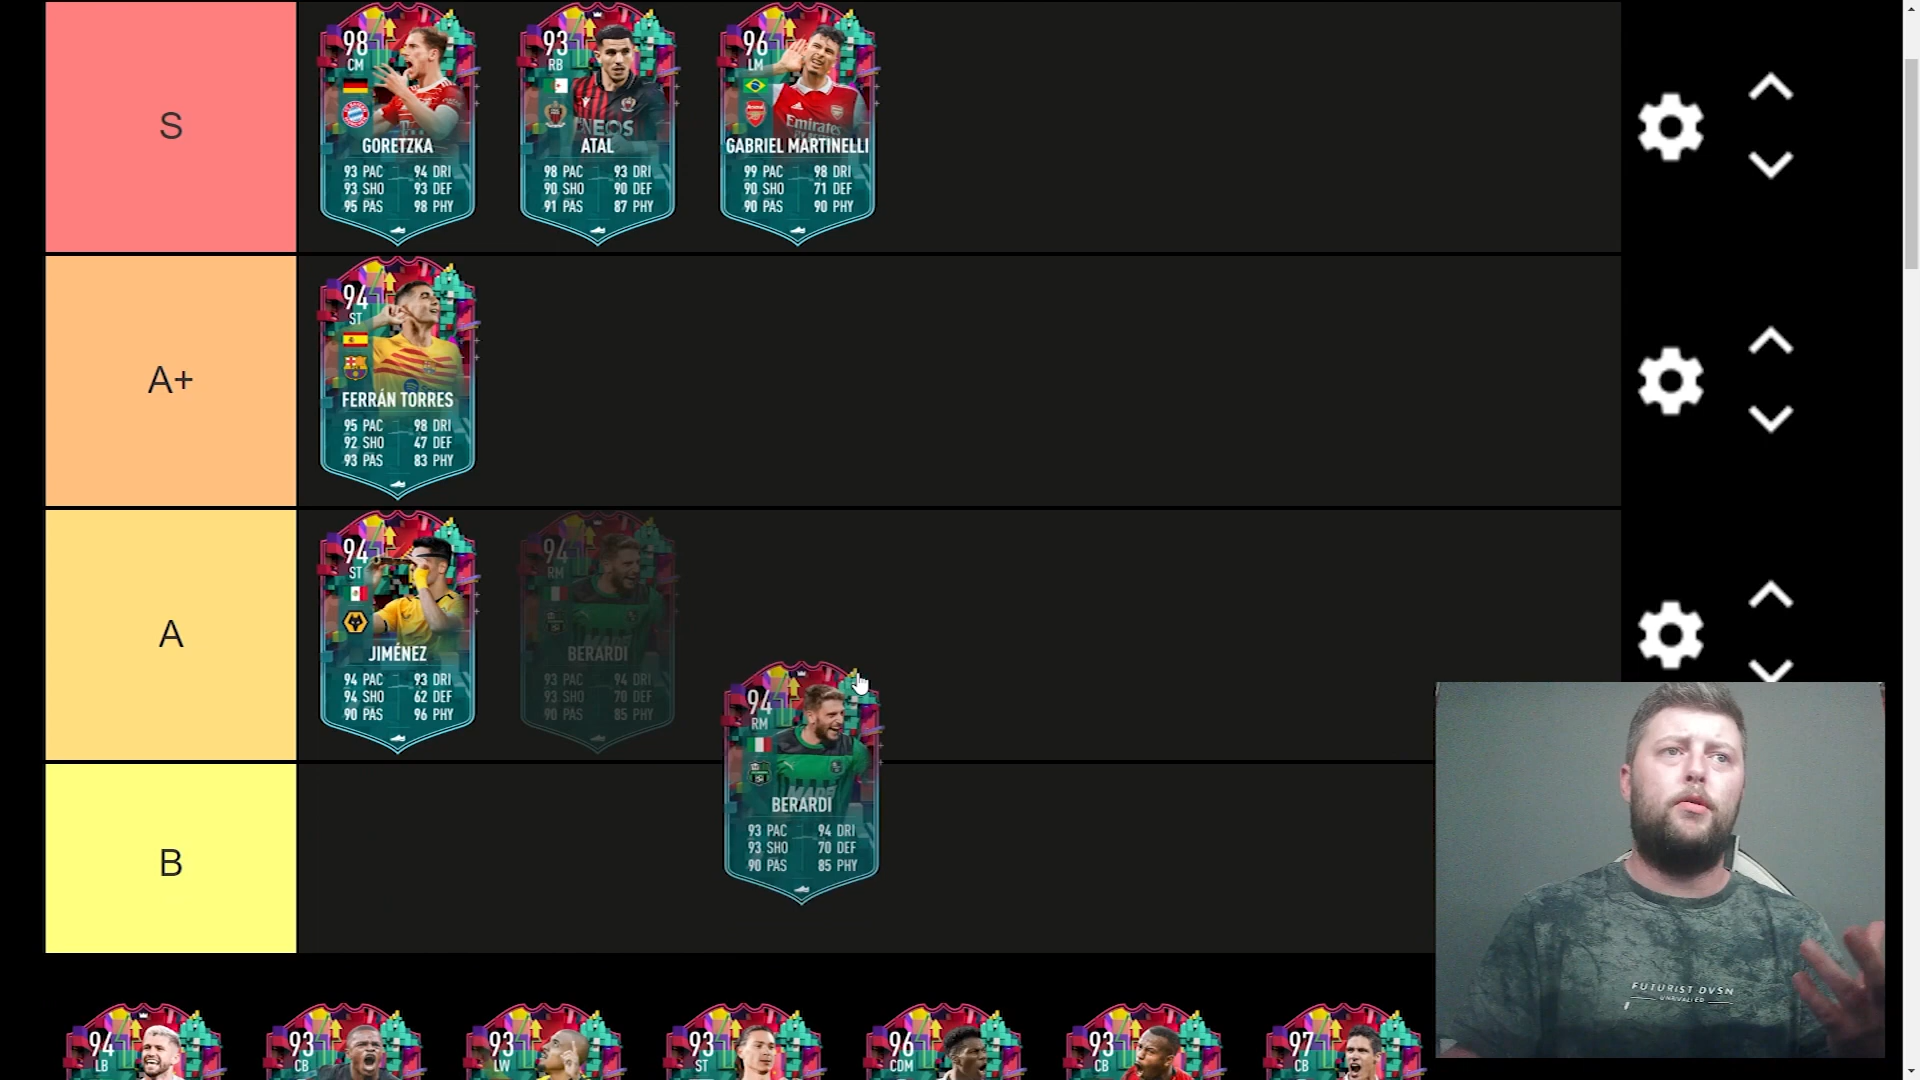 S
98
CM
GORETZKA
93 PAC 94 DRI
93 SHO 93 DEF
95 PAS 98 PHY
93
RB
INEOS
ATAL
98 PAC 93 DRI
90 SHO 90 DEF
91 PAS 87 PHY
96
LM
Arsenal
Emirates
GABRIEL MARTINELLI
99 PAC 98 DRI
90 SHO 71 DEF
90 PAS 90 PHY
A+
94
ST
FERRÁN TORRES
95 PAC 98 DRI
92 SHO 47 DEF
93 PAS 83 PHY
A
94
ST
JIMÉNEZ
94 PAC 93 DRI
94 SHO 62 DEF
90 PAS 96 PHY
94
RM
BERARDI
93 PAC 94 DRI
93 SHO 70 DEF
90 PAS 85 PHY
B
94
RM
MAPEI
BERARDI
93 PAC 94 DRI
93 SHO 70 DEF
90 PAS 85 PHY
FUTURIST DVSN
94
LB
93
CB
93
LW
93
ST
96
CDM
93
CB
97
CB